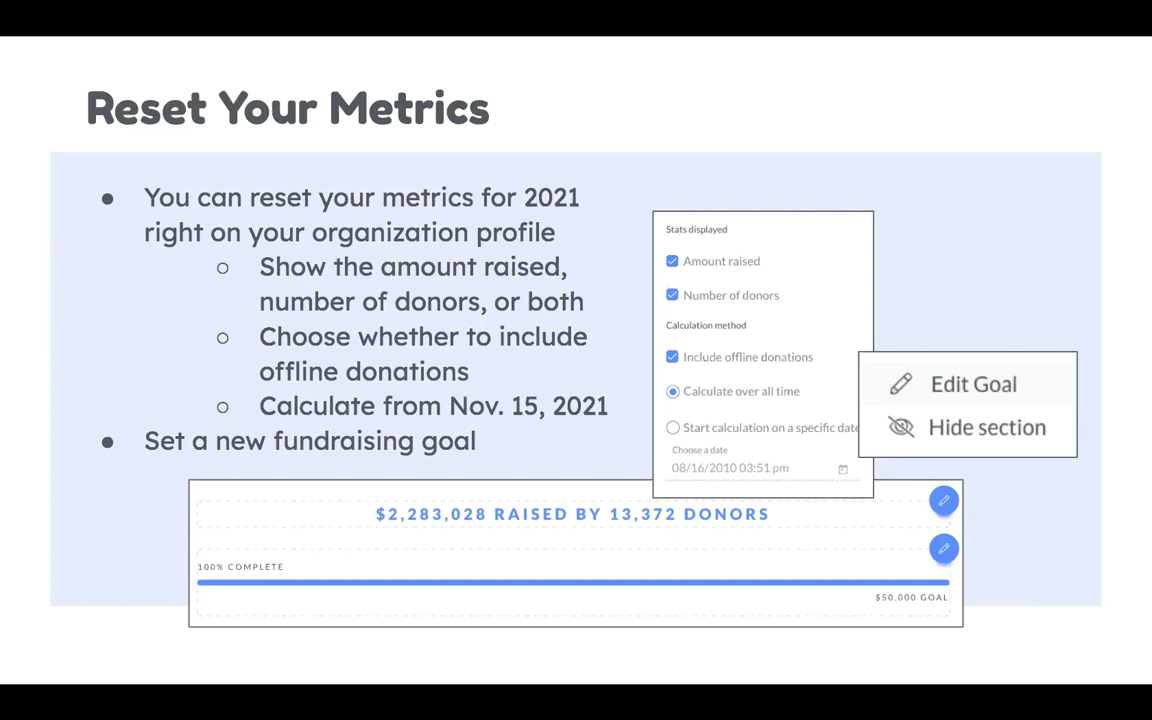 Reset Your Metrics
● You can reset your metrics for 2021
right on your organization profile
○ Show the amount raised,
number of donors, or both
○ Choose whether to include
offline donations
○ Calculate from Nov. 15, 2021
● Set a new fundraising goal
Stats displayed
Amount raised
Number of donors
Calculation method
Include offline donations
Calculate over all time
Start calculation on a specific date
Choose a date
08/16/2010 03:51 pm
Edit Goal
Hide section
$2,283,028 RAISED BY 13,372 DONORS
100% COMPLETE
$50,000 GOAL